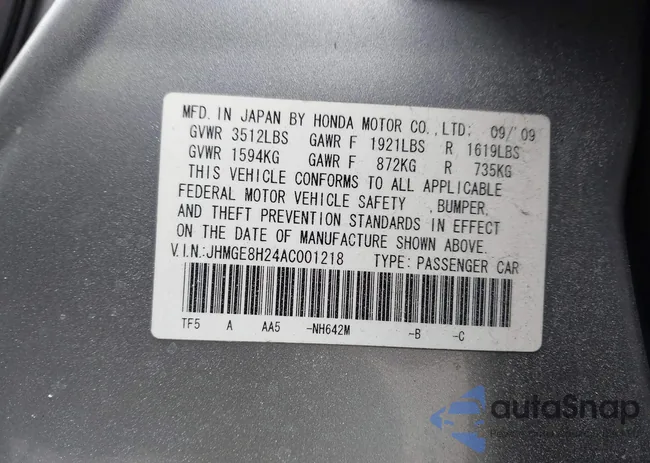 MFD. IN JAPAN BY HONDA MOTOR CO., LTD. 09/'09
GVWR 3512LBS GAWR F 1921LBS R 1619LBS
GVWR 1594KG GAWR F 872KG R 735KG
THIS VEHICLE CONFORMS TO ALL APPLICABLE
FEDERAL MOTOR VEHICLE SAFETY ,BUMPER,
AND THEFT PREVENTION STANDARDS IN EFFECT
ON THE DATE OF MANUFACTURE SHOWN ABOVE.
V.I.N.:JHMGE8H24AC001218 TYPE: PASSENGER CAR
TF5 A AA5 -NH642M -B -C
autaSnap